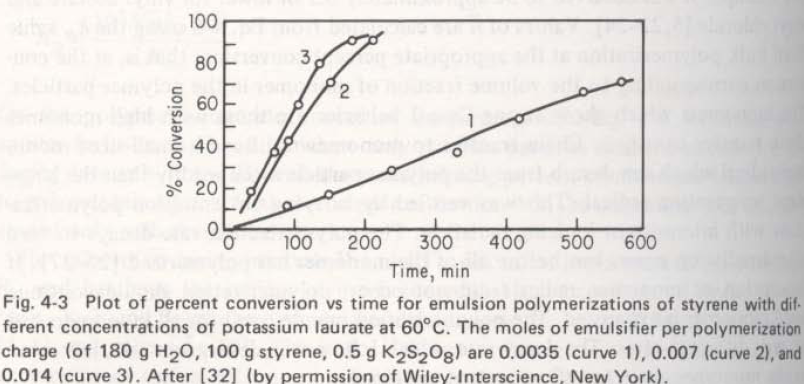 100
80
60
40
20
0
% Conversion
3
2
1
0
100
200
300
400
500
600
Time, min
Fig. 4-3 Plot of percent conversion vs time for emulsion polymerizations of styrene with dif-
ferent concentrations of potassium laurate at 60°C. The moles of emulsifier per polymerization
charge (of 180 g H₂O, 100 g styrene, 0.5 g K₂S₂O₈) are 0.0035 (curve 1), 0.007 (curve 2), and
0.014 (curve 3). After [32] (by permission of Wiley-Interscience, New York).